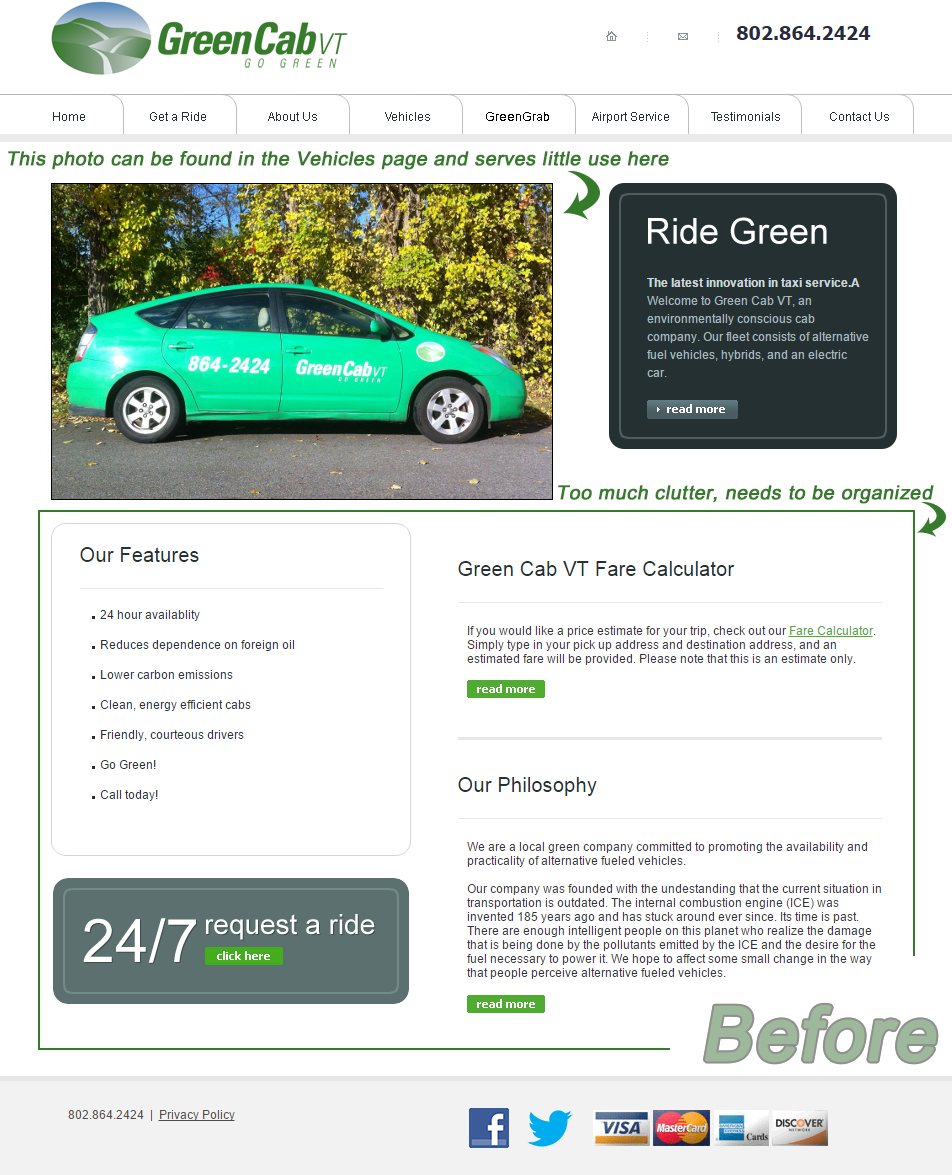 GreenCabVT
GO GREEN
802.864.2424
Home
Get a Ride
About Us
Vehicles
GreenGrab
Airport Service
Testimonials
Contact Us
This photo can be found in the Vehicles page and serves little use here
864-2424
GreenCabVT
GO GREEN
Ride Green
The latest innovation in taxi service.A
Welcome to Green Cab VT, an
environmentally conscious cab
company. Our fleet consists of alternative
fuel vehicles, hybrids, and an electric
car.
read more
Too much clutter, needs to be organized
Our Features
24 hour availablity
Reduces dependence on foreign oil
Lower carbon emissions
Clean, energy efficient cabs
Friendly, courteous drivers
Go Green!
Call today!
24/7 request a ride
click here
Green Cab VT Fare Calculator
If you would like a price estimate for your trip, check out our Fare Calculator.
Simply type in your pick up address and destination address, and an
estimated fare will be provided. Please note that this is an estimate only.
read more
Our Philosophy
We are a local green company committed to promoting the availability and
practicality of alternative fueled vehicles.
Our company was founded with the undestanding that the current situation in
transportation is outdated. The internal combustion engine (ICE) was
invented 185 years ago and has stuck around ever since. Its time is past.
There are enough intelligent people on this planet who realize the damage
that is being done by the pollutants emitted by the ICE and the desire for the
fuel necessary to power it. We hope to affect some small change in the way
that people perceive alternative fueled vehicles.
read more
Before
802.864.2424 | Privacy Policy
f
VISA
MasterCard
AMERICAN EXPRESS
Cards
DISCOVER
NETWORK